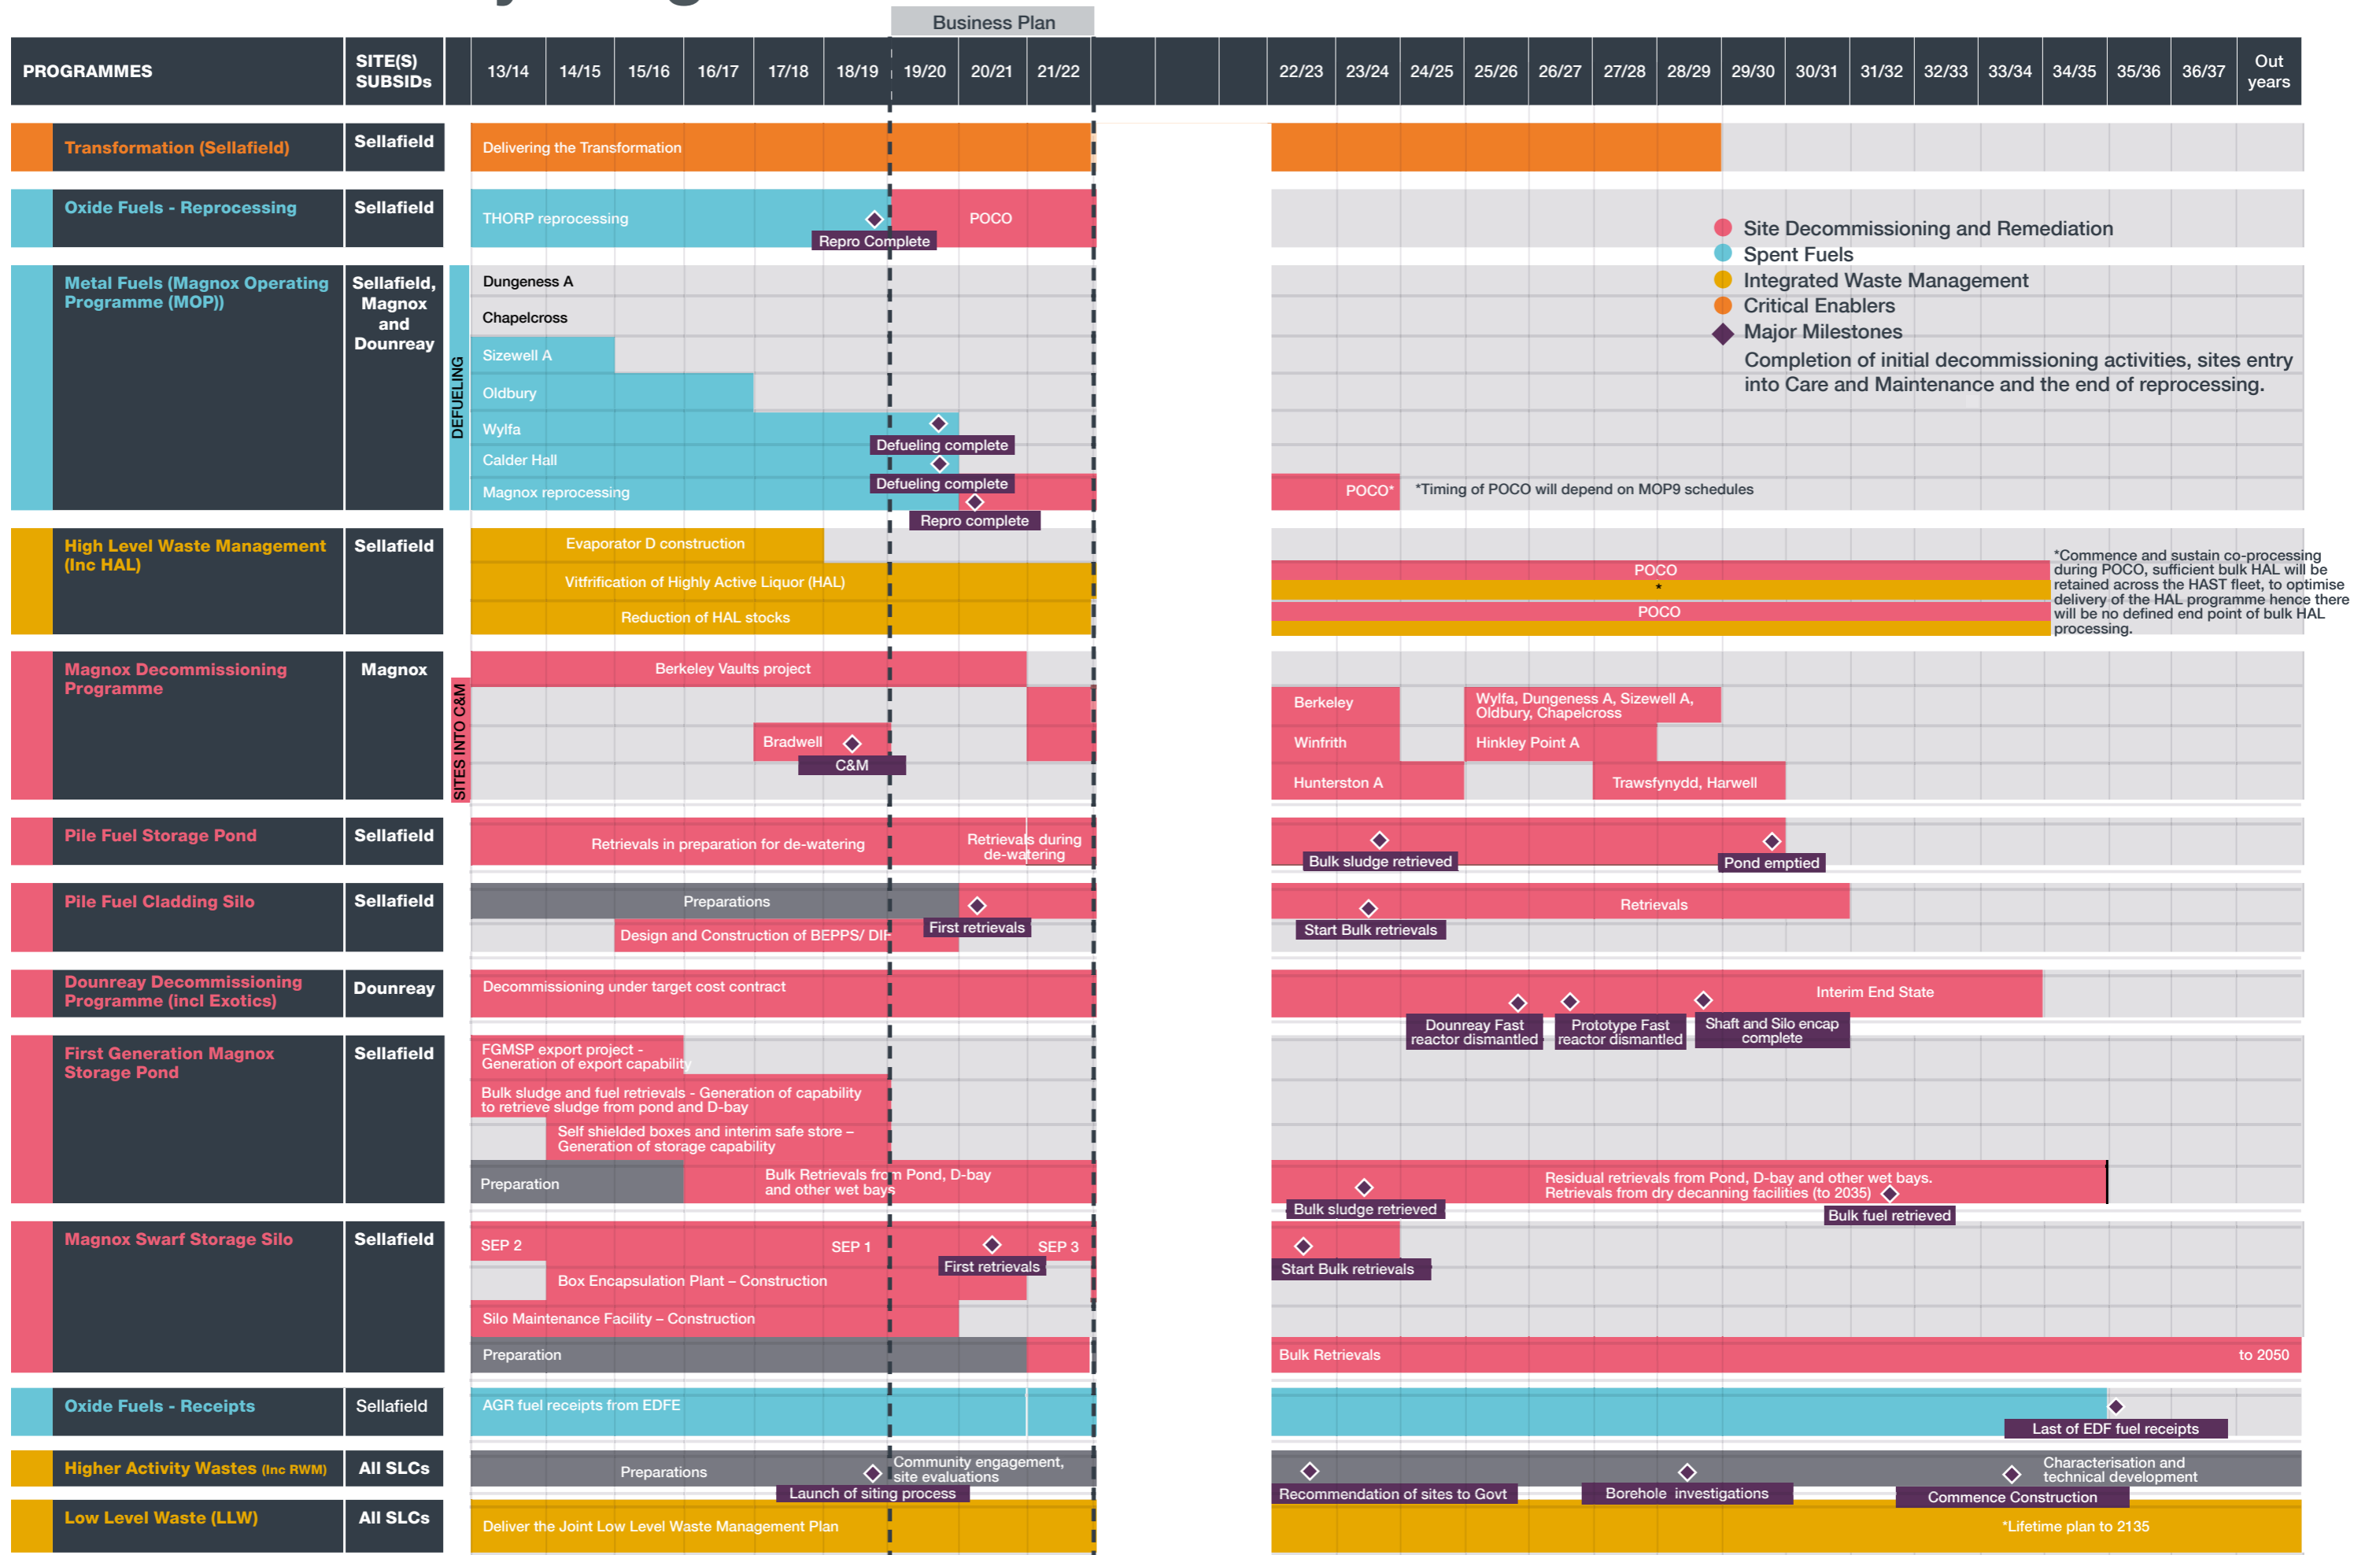 Business Plan
PROGRAMMES
SITE(S)
SUBSIDs
13/14
14/15
15/16
16/17
17/18
18/19
19/20
20/21
21/22
22/23
23/24
24/25
25/26
26/27
27/28
28/29
29/30
30/31
31/32
32/33
33/34
34/35
35/36
36/37
Out
years
Transformation (Sellafield)
Sellafield
Delivering the Transformation
Oxide Fuels - Reprocessing
Sellafield
THORP reprocessing
Repro Complete
POCO
Site Decommissioning and Remediation
Spent Fuels
Integrated Waste Management
Critical Enablers
Major Milestones
Completion of initial decommissioning activities, sites entry
into Care and Maintenance and the end of reprocessing.
Metal Fuels (Magnox Operating
Programme (MOP))
Sellafield,
Magnox
and
Dounreay
DEFUELING
Dungeness A
Chapelcross
Sizewell A
Oldbury
Wylfa
Defueling complete
Calder Hall
Defueling complete
Magnox reprocessing
Repro complete
POCO*
*Timing of POCO will depend on MOP9 schedules
High Level Waste Management
(Inc HAL)
Sellafield
Evaporator D construction
Vitfrification of Highly Active Liquor (HAL)
Reduction of HAL stocks
POCO
*
POCO
*Commence and sustain co-processing
during POCO, sufficient bulk HAL will be
retained across the HAST fleet, to optimise
delivery of the HAL programme hence there
will be no defined end point of bulk HAL
processing.
Magnox Decommissioning
Programme
Magnox
SITES INTO C&M
Berkeley Vaults project
Bradwell
C&M
Berkeley
Wylfa, Dungeness A, Sizewell A,
Oldbury, Chapelcross
Winfrith
Hinkley Point A
Hunterston A
Trawsfynydd, Harwell
Pile Fuel Storage Pond
Sellafield
Retrievals in preparation for de-watering
Retrievals during
de-watering
Bulk sludge retrieved
Pond emptied
Pile Fuel Cladding Silo
Sellafield
Preparations
First retrievals
Design and Construction of BEPPS/ DIF
Start Bulk retrievals
Retrievals
Dounreay Decommissioning
Programme (incl Exotics)
Dounreay
Decommissioning under target cost contract
Dounreay Fast
reactor dismantled
Prototype Fast
reactor dismantled
Shaft and Silo encap
complete
Interim End State
First Generation Magnox
Storage Pond
Sellafield
FGMSP export project -
Generation of export capability
Bulk sludge and fuel retrievals - Generation of capability
to retrieve sludge from pond and D-bay
Self shielded boxes and interim safe store –
Generation of storage capability
Preparation
Bulk Retrievals from Pond, D-bay
and other wet bays
Bulk sludge retrieved
Residual retrievals from Pond, D-bay and other wet bays.
Retrievals from dry decanning facilities (to 2035)
Bulk fuel retrieved
Magnox Swarf Storage Silo
Sellafield
SEP 2
SEP 1
SEP 3
First retrievals
Start Bulk retrievals
Box Encapsulation Plant – Construction
Silo Maintenance Facility – Construction
Preparation
Bulk Retrievals
to 2050
Oxide Fuels - Receipts
Sellafield
AGR fuel receipts from EDFE
Last of EDF fuel receipts
Higher Activity Wastes (Inc RWM)
All SLCs
Preparations
Launch of siting process
Community engagement,
site evaluations
Recommendation of sites to Govt
Borehole investigations
Commence Construction
Characterisation and
technical development
Low Level Waste (LLW)
All SLCs
Deliver the Joint Low Level Waste Management Plan
*Lifetime plan to 2135